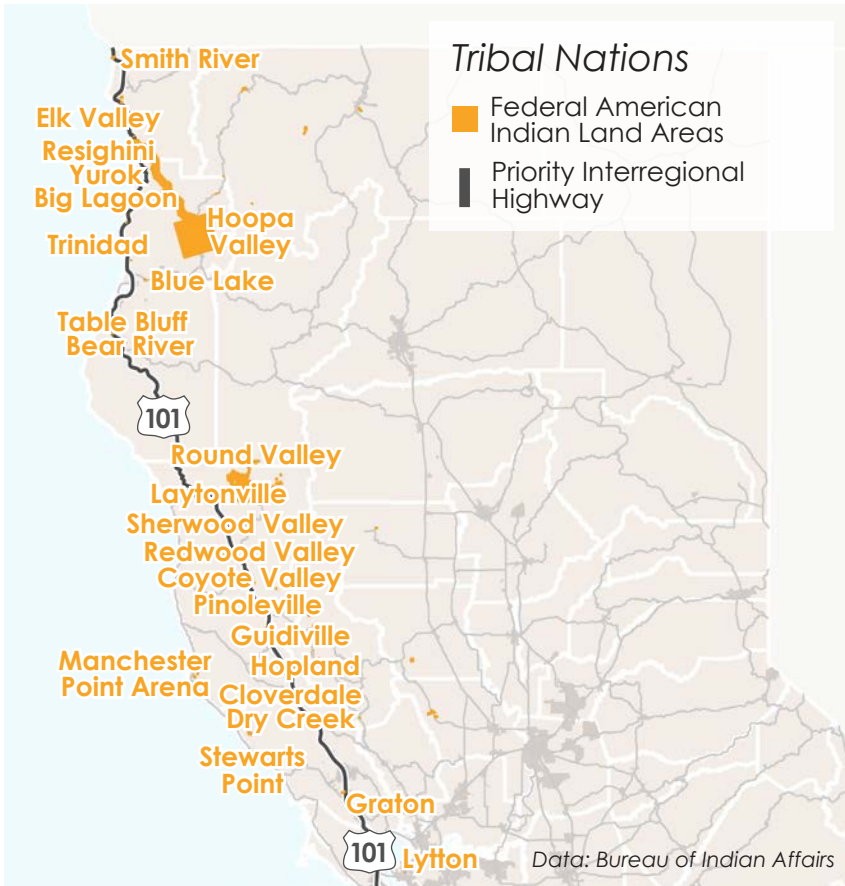 Tribal Nations
Federal American
Indian Land Areas
Priority Interregional
Highway
Smith River
Elk Valley
Resighini
Yurok
Big Lagoon
Hoopa
Valley
Trinidad
Blue Lake
Table Bluff
Bear River
101
Round Valley
Laytonville
Sherwood Valley
Redwood Valley
Coyote Valley
Pinoleville
Guidiville
Manchester
Point Arena
Hopland
Cloverdale
Dry Creek
Stewarts
Point
Graton
101
Lytton
Data: Bureau of Indian Affairs